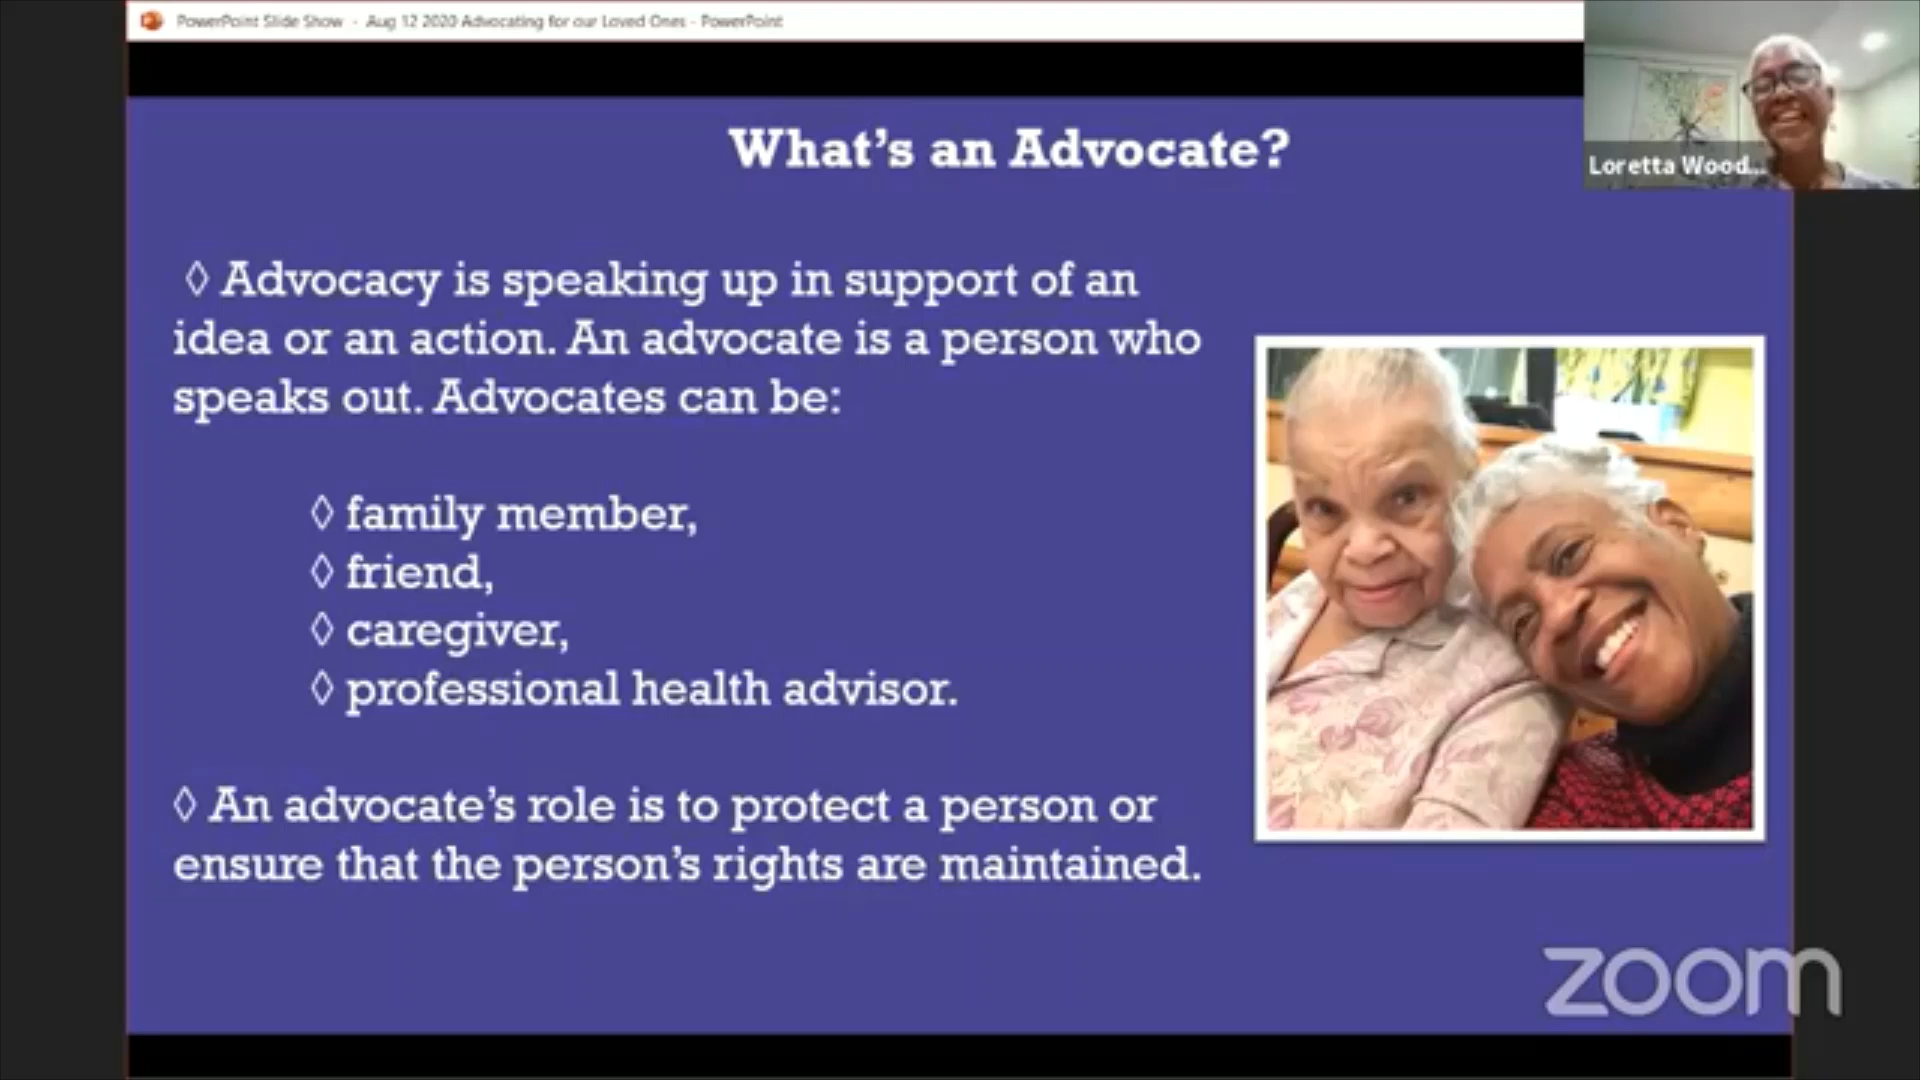 PowerPoint Slide Show - Aug 12 2020 Advocating for our Loved Ones - PowerPoint
Loretta Wood...
What's an Advocate?
◊ Advocacy is speaking up in support of an
idea or an action. An advocate is a person who
speaks out. Advocates can be:
◊ family member,
◊ friend,
◊ caregiver,
◊ professional health advisor.
◊ An advocate's role is to protect a person or
ensure that the person's rights are maintained.
zoom